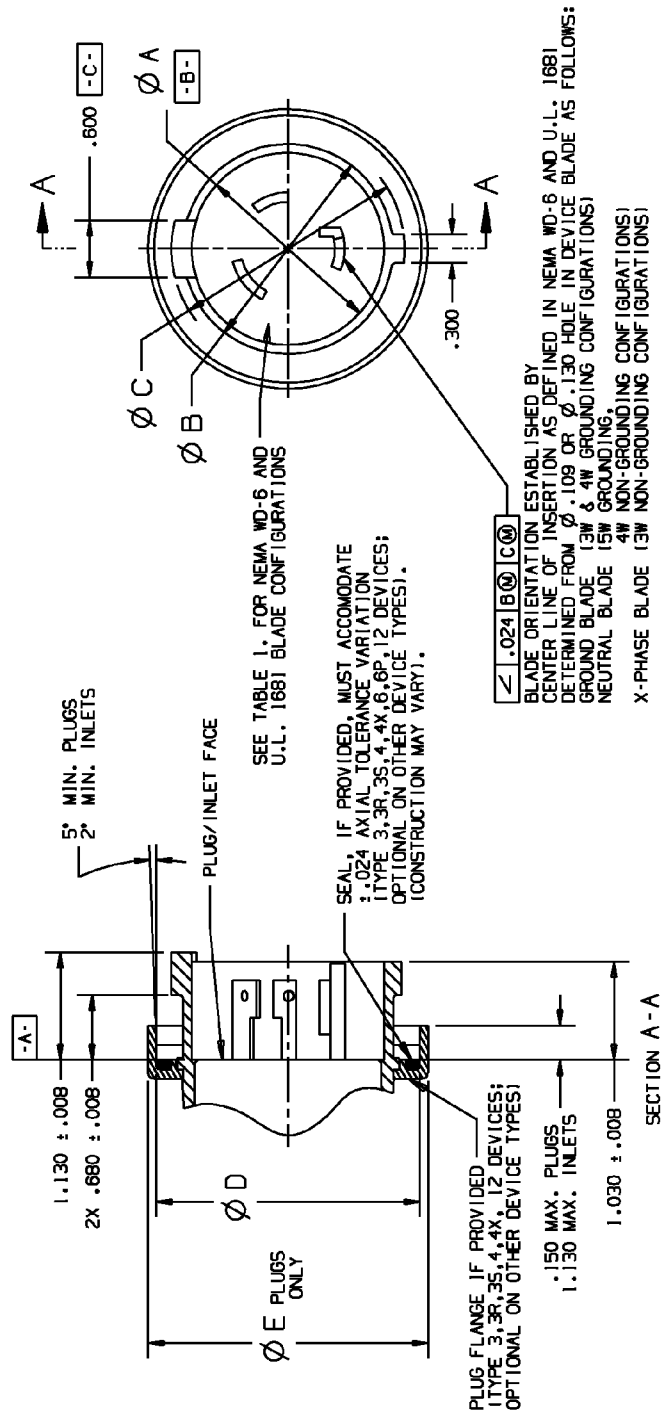 -A-
1.130 ±.008
2X .680 ±.008
5° MIN. PLUGS
2° MIN. INLETS
PLUG/INLET FACE
Ø D
Ø E PLUGS
ONLY
SEAL, IF PROVIDED, MUST ACCOMODATE
±.024 AXIAL TOLERANCE VARIATION
(TYPE 3,3R,3S,4,4X,6,6P,12 DEVICES;
OPTIONAL ON OTHER DEVICE TYPES).
(CONSTRUCTION MAY VARY).
PLUG FLANGE IF PROVIDED
(TYPE 3,3R,3S,4,4X, 12 DEVICES;
OPTIONAL ON OTHER DEVICE TYPES)
.150 MAX. PLUGS
1.130 MAX. INLETS
1.030 ±.008
SECTION A-A
A
.600
-C-
Ø A
-B-
Ø C
Ø B
SEE TABLE 1. FOR NEMA WD-6 AND
U.L. 1681 BLADE CONFIGURATIONS
.300
A
∠ .024 BⓂ CⓂ
BLADE ORIENTATION ESTABLISHED BY
CENTER LINE OF INSERTION AS DEFINED IN NEMA WD-6 AND U.L. 1681
DETERMINED FROM Ø .109 OR Ø .130 HOLE IN DEVICE BLADE AS FOLLOWS:
GROUND BLADE (3W & 4W GROUNDING CONFIGURATIONS)
NEUTRAL BLADE (5W GROUNDING,
4W NON-GROUNDING CONFIGURATIONS)
X-PHASE BLADE (3W NON-GROUNDING CONFIGURATIONS)